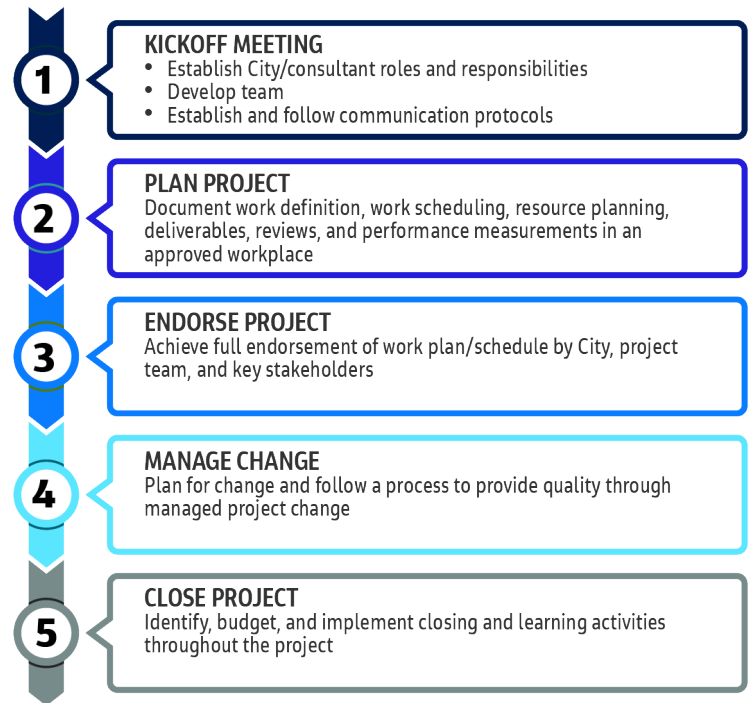 1
KICKOFF MEETING
• Establish City/consultant roles and responsibilities
• Develop team
• Establish and follow communication protocols
2
PLAN PROJECT
Document work definition, work scheduling, resource planning,
deliverables, reviews, and performance measurements in an
approved workplace
3
ENDORSE PROJECT
Achieve full endorsement of work plan/schedule by City, project
team, and key stakeholders
4
MANAGE CHANGE
Plan for change and follow a process to provide quality through
managed project change
5
CLOSE PROJECT
Identify, budget, and implement closing and learning activities
throughout the project